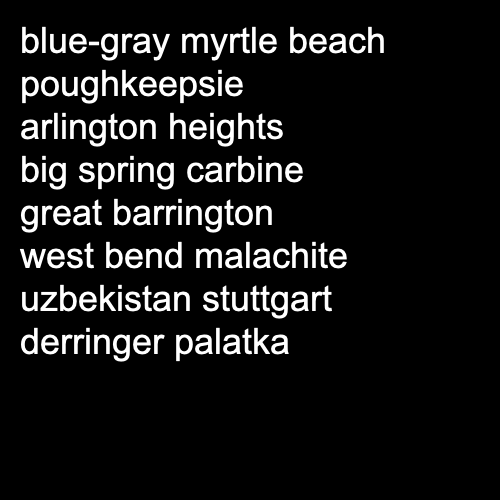 blue-gray myrtle beach
poughkeepsie
arlington heights
big spring carbine
great barrington
west bend malachite
uzbekistan stuttgart
derringer palatka